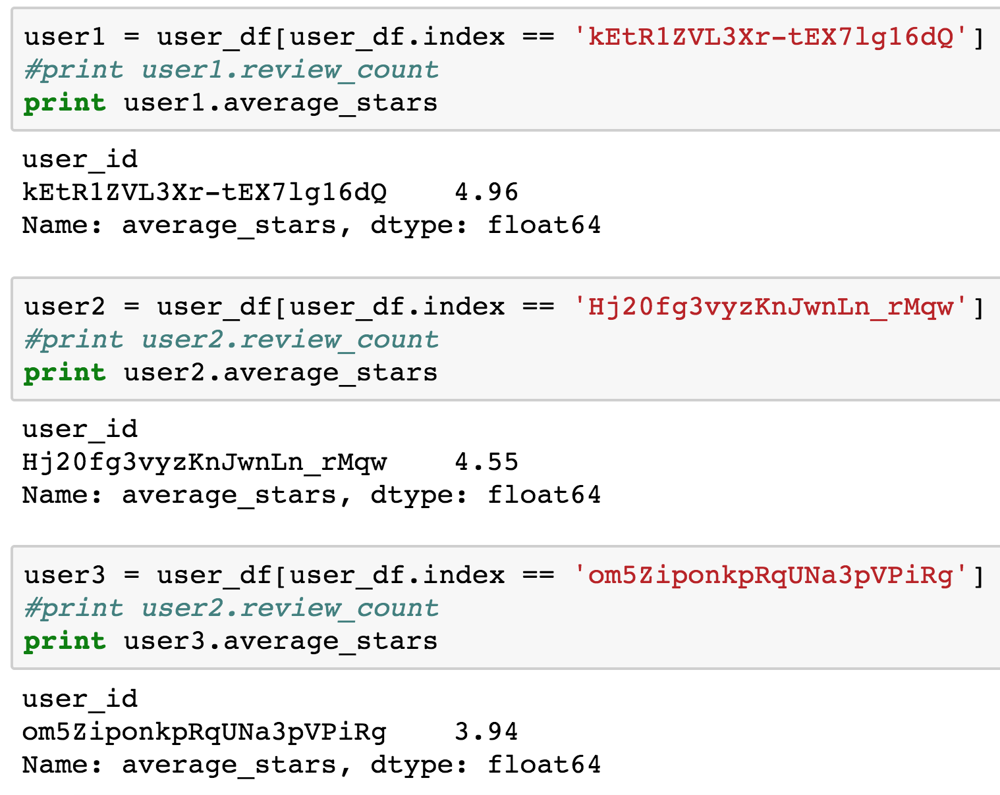 user1 = user_df[user_df.index == 'kEtR1ZVL3Xr-tEX7lg16dQ']
#print user1.review_count
print user1.average_stars
user_id
kEtR1ZVL3Xr-tEX7lg16dQ    4.96
Name: average_stars, dtype: float64
user2 = user_df[user_df.index == 'Hj20fg3vyzKnJwnLn_rMqw']
#print user2.review_count
print user2.average_stars
user_id
Hj20fg3vyzKnJwnLn_rMqw    4.55
Name: average_stars, dtype: float64
user3 = user_df[user_df.index == 'om5ZiponkpRqUNa3pVPiRg']
#print user2.review_count
print user3.average_stars
user_id
om5ZiponkpRqUNa3pVPiRg    3.94
Name: average_stars, dtype: float64